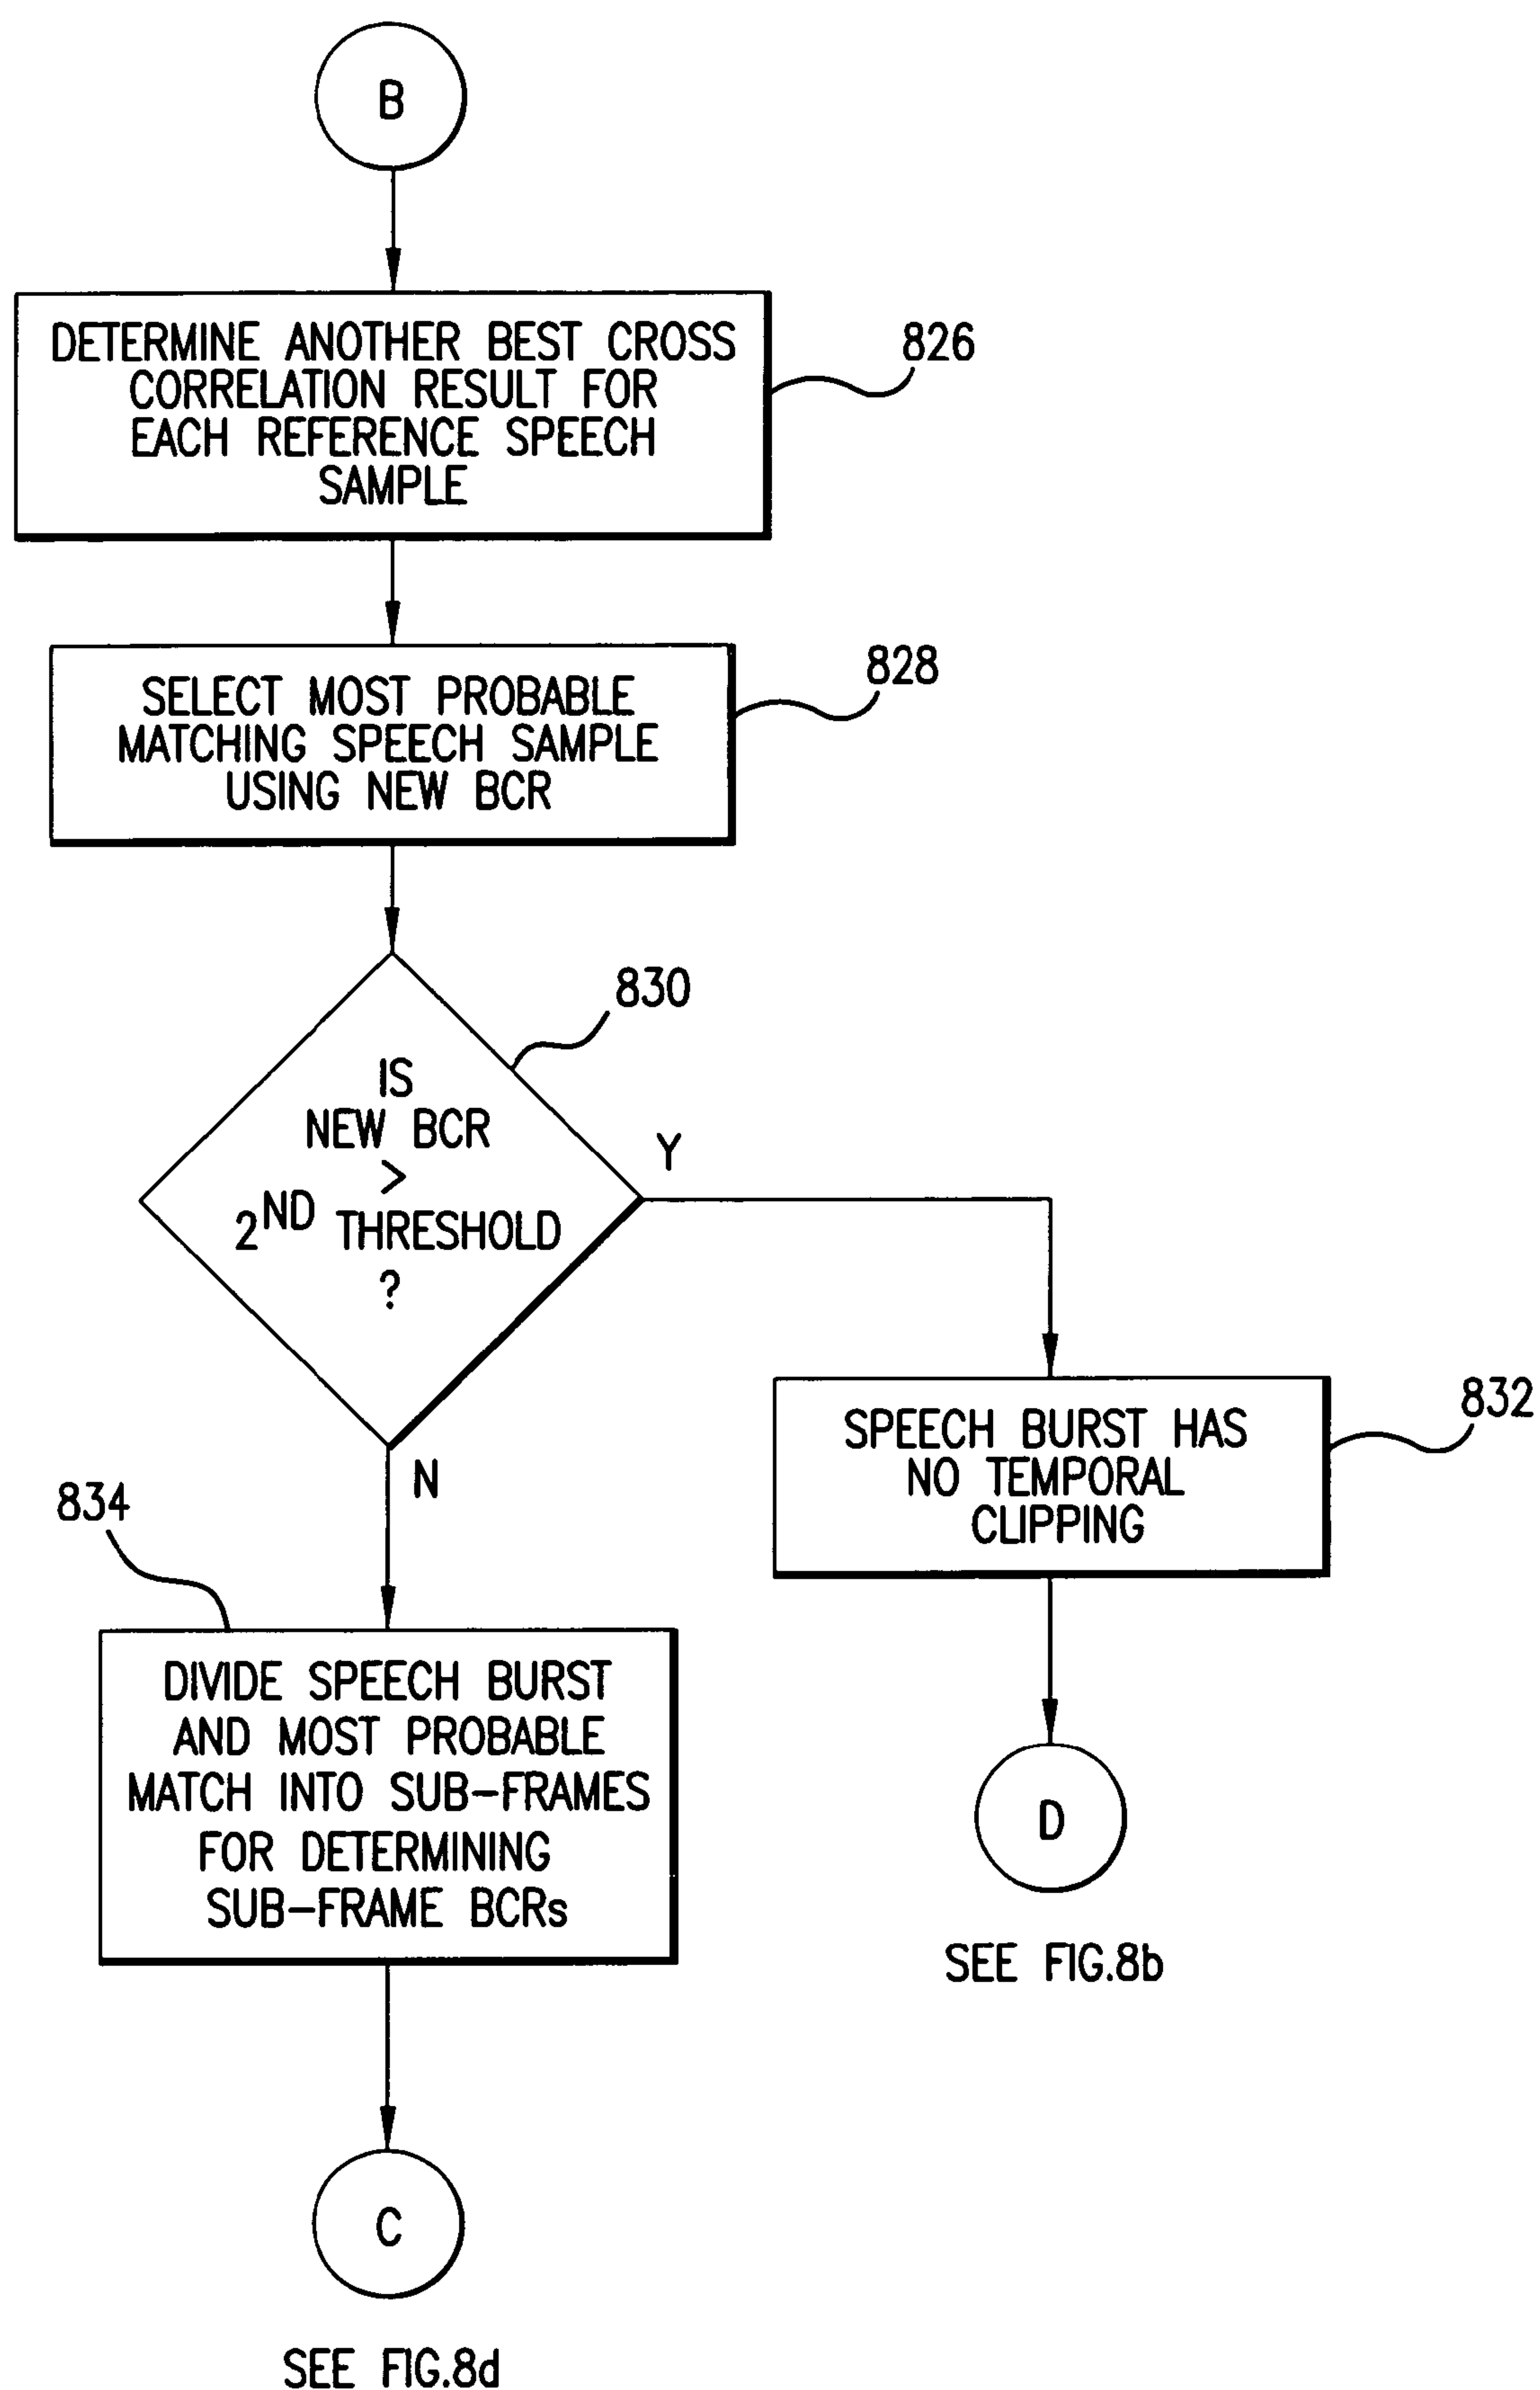 B
DETERMINE ANOTHER BEST CROSS
CORRELATION RESULT FOR
EACH REFERENCE SPEECH
SAMPLE
826
SELECT MOST PROBABLE
MATCHING SPEECH SAMPLE
USING NEW BCR
828
IS
NEW BCR
>
2ND THRESHOLD
?
830
Y
N
SPEECH BURST HAS
NO TEMPORAL
CLIPPING
832
834
DIVIDE SPEECH BURST
AND MOST PROBABLE
MATCH INTO SUB-FRAMES
FOR DETERMINING
SUB-FRAME BCRs
D
SEE FIG.8b
C
SEE FIG.8d